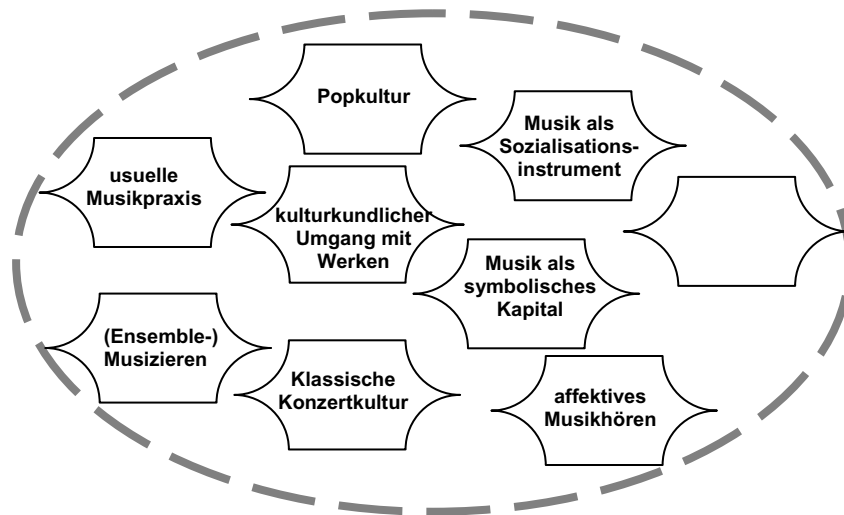 Popkultur
Musik als
Sozialisations-
instrument
usuelle
Musikpraxis
kulturkundlicher
Umgang mit
Werken
Musik als
symbolisches
Kapital
(Ensemble-)
Musizieren
Klassische
Konzertkultur
affektives
Musikhören